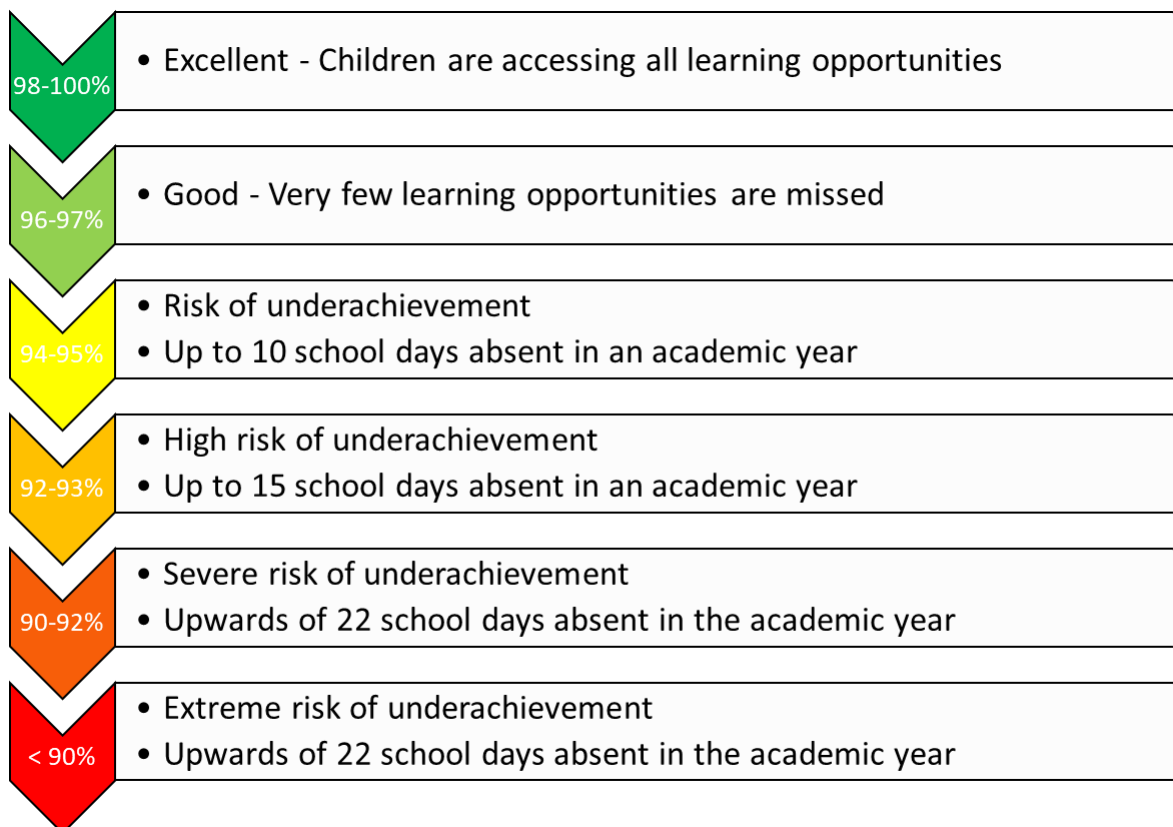 98-100%
• Excellent - Children are accessing all learning opportunities
96-97%
• Good - Very few learning opportunities are missed
94-95%
• Risk of underachievement
• Up to 10 school days absent in an academic year
92-93%
• High risk of underachievement
• Up to 15 school days absent in an academic year
90-92%
• Severe risk of underachievement
• Upwards of 22 school days absent in the academic year
< 90%
• Extreme risk of underachievement
• Upwards of 22 school days absent in the academic year